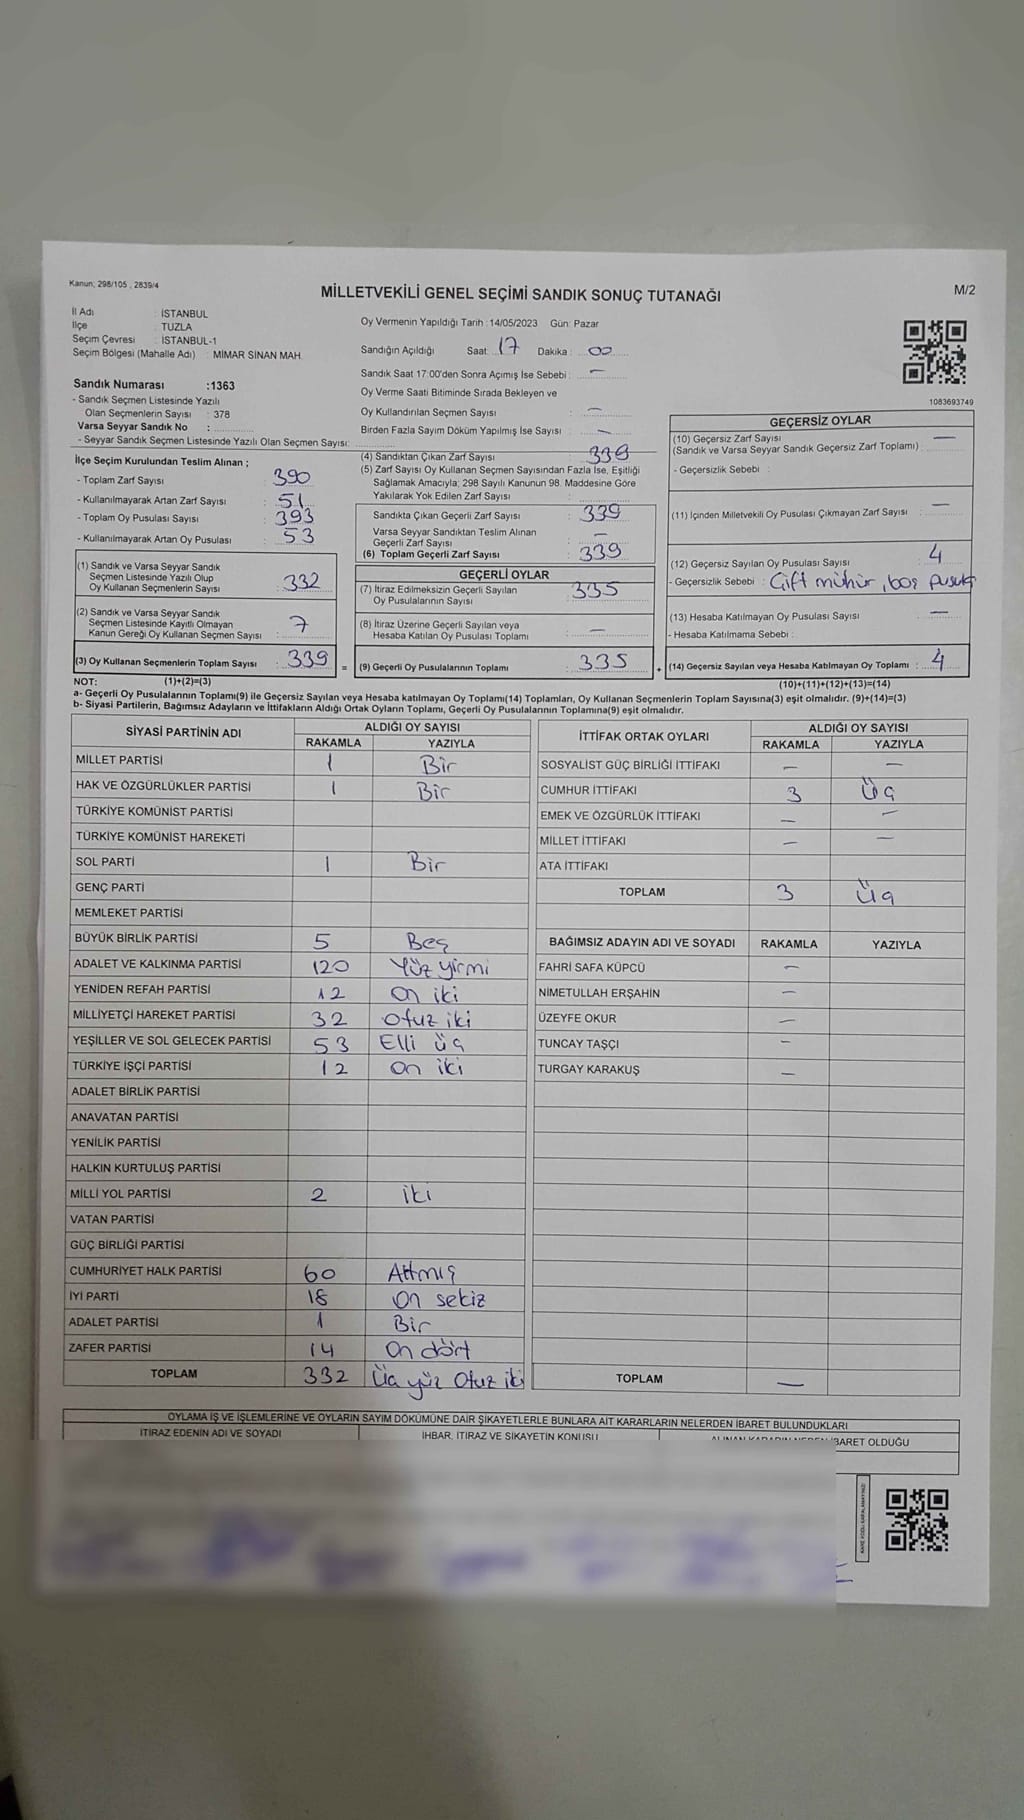 Kanun; 298/105 , 2839/4
MİLLETVEKİLİ GENEL SEÇİMİ SANDIK SONUÇ TUTANAĞI
M/2
İl Adı : İSTANBUL
İlçe : TUZLA
Seçim Çevresi : İSTANBUL-1
Seçim Bölgesi (Mahalle Adı) : MİMAR SİNAN MAH.
Sandık Numarası :1363
- Sandık Seçmen Listesinde Yazılı
Olan Seçmenlerin Sayısı : 378
Varsa Seyyar Sandık No :
- Seyyar Sandık Seçmen Listesinde Yazılı Olan Seçmen Sayısı:
Oy Vermenin Yapıldığı Tarih :14/05/2023 Gün: Pazar
Sandığın Açıldığı Saat: 17 Dakika : 00
Sandık Saat 17:00'den Sonra Açımış İse Sebebi : —
Oy Verme Saati Bitiminde Sırada Bekleyen ve
Oy Kullandırılan Seçmen Sayısı : —
Birden Fazla Sayım Döküm Yapılmış İse Sayısı : —
1083693749
İlçe Seçim Kurulundan Teslim Alınan ;
- Toplam Zarf Sayısı : 390
- Kullanılmayarak Artan Zarf Sayısı : 51
- Toplam Oy Pusulası Sayısı : 393
- Kullanılmayarak Artan Oy Pusulası : 53
(1) Sandık ve Varsa Seyyar Sandık
Seçmen Listesinde Yazılı Olup
Oy Kullanan Seçmenlerin Sayısı : 332
(2) Sandık ve Varsa Seyyar Sandık
Seçmen Listesinde Kayıtlı Olmayan
Kanun Gereği Oy Kullanan Seçmen Sayısı : 7
(3) Oy Kullanan Seçmenlerin Toplam Sayısı : 339 =
(4) Sandıktan Çıkan Zarf Sayısı : 339
(5) Zarf Sayısı Oy Kullanan Seçmen Sayısından Fazla İse, Eşitliği
Sağlamak Amacıyla; 298 Sayılı Kanunun 98. Maddesine Göre
Yakılarak Yok Edilen Zarf Sayısı :
Sandıkta Çıkan Geçerli Zarf Sayısı : 339
Varsa Seyyar Sandıktan Teslim Alınan
Geçerli Zarf Sayısı : —
(6) Toplam Geçerli Zarf Sayısı : 339
GEÇERLİ OYLAR
(7) İtiraz Edilmeksizin Geçerli Sayılan
Oy Pusulalarının Sayısı : 335
(8) İtiraz Üzerine Geçerli Sayılan veya
Hesaba Katılan Oy Pusulası Toplamı : —
(9) Geçerli Oy Pusulalarının Toplamı : 335 +
GEÇERSİZ OYLAR
(10) Geçersiz Zarf Sayısı : —
(Sandık ve Varsa Seyyar Sandık Geçersiz Zarf Toplamı)
- Geçersizlik Sebebi :
(11) İçinden Milletvekili Oy Pusulası Çıkmayan Zarf Sayısı : —
(12) Geçersiz Sayılan Oy Pusulası Sayısı : 4
- Geçersizlik Sebebi : Çift mühür, boş pusula
(13) Hesaba Katılmayan Oy Pusulası Sayısı : —
- Hesaba Katılmama Sebebi :
(14) Geçersiz Sayılan veya Hesaba Katılmayan Oy Toplamı : 4
NOT: (1)+(2)=(3)
(10)+(11)+(12)+(13)=(14)
a- Geçerli Oy Pusulalarının Toplamı(9) ile Geçersiz Sayılan veya Hesaba katılmayan Oy Toplamı(14) Toplamları, Oy Kullanan Seçmenlerin Toplam Sayısına(3) eşit olmalıdır. (9)+(14)=(3)
b- Siyasi Partilerin, Bağımsız Adayların ve İttifakların Aldığı Ortak Oyların Toplamı, Geçerli Oy Pusulalarının Toplamına(9) eşit olmalıdır.
SİYASİ PARTİNİN ADI ALDIĞI OY SAYISI
RAKAMLA YAZIYLA
MİLLET PARTİSİ 1 Bir
HAK VE ÖZGÜRLÜKLER PARTİSİ 1 Bir
TÜRKİYE KOMÜNİST PARTİSİ
TÜRKİYE KOMÜNİST HAREKETİ
SOL PARTİ 1 Bir
GENÇ PARTİ
MEMLEKET PARTİSİ
BÜYÜK BİRLİK PARTİSİ 5 Beş
ADALET VE KALKINMA PARTİSİ 120 Yüz yirmi
YENİDEN REFAH PARTİSİ 12 On iki
MİLLİYETÇİ HAREKET PARTİSİ 32 Otuz iki
YEŞİLLER VE SOL GELECEK PARTİSİ 53 Elli üç
TÜRKİYE İŞÇİ PARTİSİ 12 On iki
ADALET BİRLİK PARTİSİ
ANAVATAN PARTİSİ
YENİLİK PARTİSİ
HALKIN KURTULUŞ PARTİSİ
MİLLİ YOL PARTİSİ 2 iki
VATAN PARTİSİ
GÜÇ BİRLİĞİ PARTİSİ
CUMHURİYET HALK PARTİSİ 60 Altmış
İYİ PARTİ 18 On sekiz
ADALET PARTİSİ 1 Bir
ZAFER PARTİSİ 14 On dört
TOPLAM 332 Üç yüz Otuz iki
İTTİFAK ORTAK OYLARI ALDIĞI OY SAYISI
RAKAMLA YAZIYLA
SOSYALİST GÜÇ BİRLİĞİ İTTİFAKI — —
CUMHUR İTTİFAKI 3 Üç
EMEK VE ÖZGÜRLÜK İTTİFAKI — —
MİLLET İTTİFAKI — —
ATA İTTİFAKI
TOPLAM 3 Üç
BAĞIMSIZ ADAYIN ADI VE SOYADI RAKAMLA YAZIYLA
FAHRİ SAFA KÜPCÜ —
NİMETULLAH ERŞAHİN —
ÜZEYFE OKUR —
TUNCAY TAŞÇI —
TURGAY KARAKUŞ —
TOPLAM —
OYLAMA İŞ VE İŞLEMLERİNE VE OYLARIN SAYIM DÖKÜMÜNE DAİR ŞİKAYETLERLE BUNLARA AİT KARARLARIN NELERDEN İBARET BULUNDUKLARI
İTİRAZ EDENİN ADI VE SOYADI
İHBAR, İTİRAZ VE ŞİKAYETİN KONUSU
ALINAN KARARIN NEDEN İBARET OLDUĞU